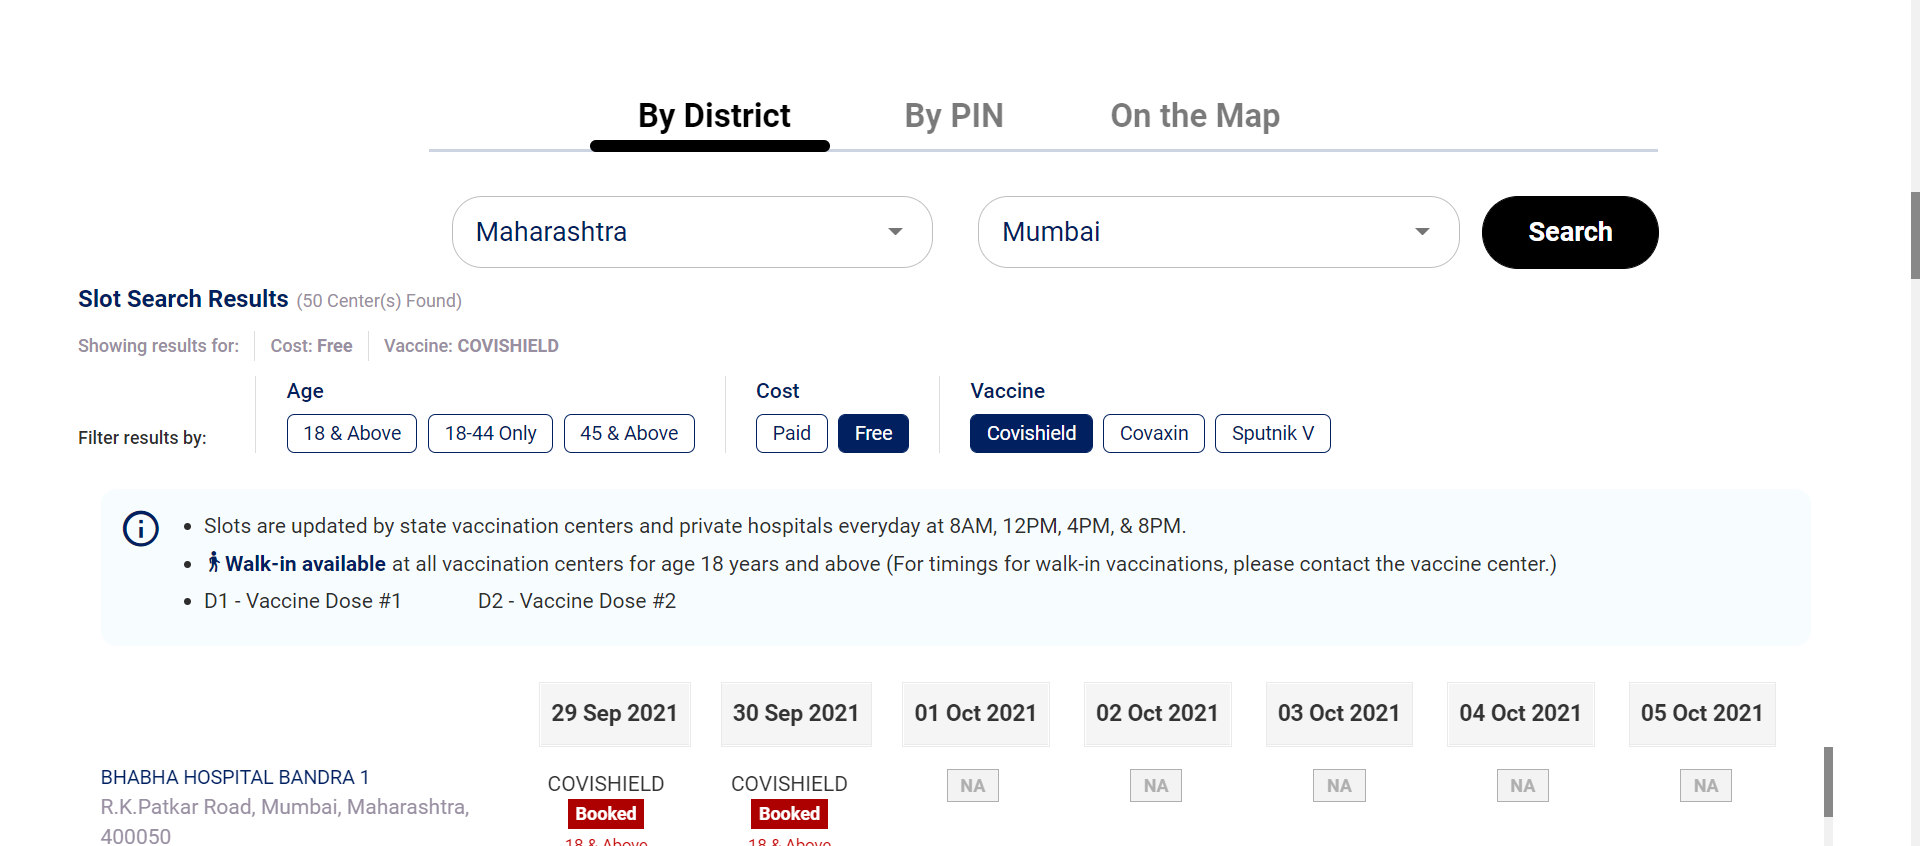 By District By PIN On the Map
Maharashtra Mumbai Search
Slot Search Results (50 Center(s) Found)
Showing results for: Cost: Free Vaccine: COVISHIELD
Age Cost Vaccine
Filter results by: 18 & Above 18-44 Only 45 & Above Paid Free Covishield Covaxin Sputnik V
Slots are updated by state vaccination centers and private hospitals everyday at 8AM, 12PM, 4PM, & 8PM.
Walk-in available at all vaccination centers for age 18 years and above (For timings for walk-in vaccinations, please contact the vaccine center.)
D1 - Vaccine Dose #1 D2 - Vaccine Dose #2
29 Sep 2021 30 Sep 2021 01 Oct 2021 02 Oct 2021 03 Oct 2021 04 Oct 2021 05 Oct 2021
BHABHA HOSPITAL BANDRA 1 COVISHIELD COVISHIELD NA NA NA NA NA
R.K.Patkar Road, Mumbai, Maharashtra, Booked Booked
400050 18 & Above 18 & Above